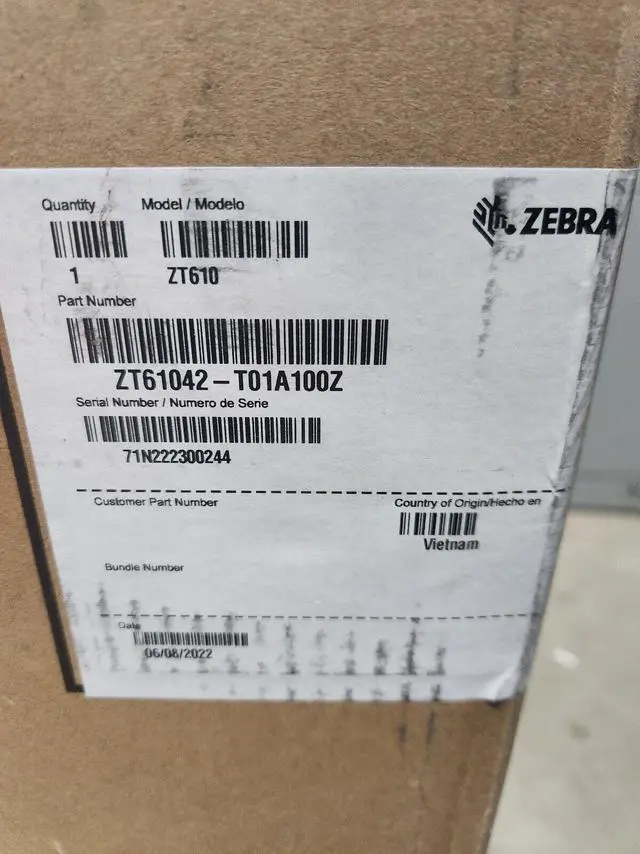 Quantity Model / Modelo
ZEBRA
1 ZT610
Part Number
ZT61042-T01A100Z
Serial Number / Numero de Serie
71N222300244
Customer Part Number Country of Origin/Hecho en
Vietnam
Bundle Number
Date
06/08/2022